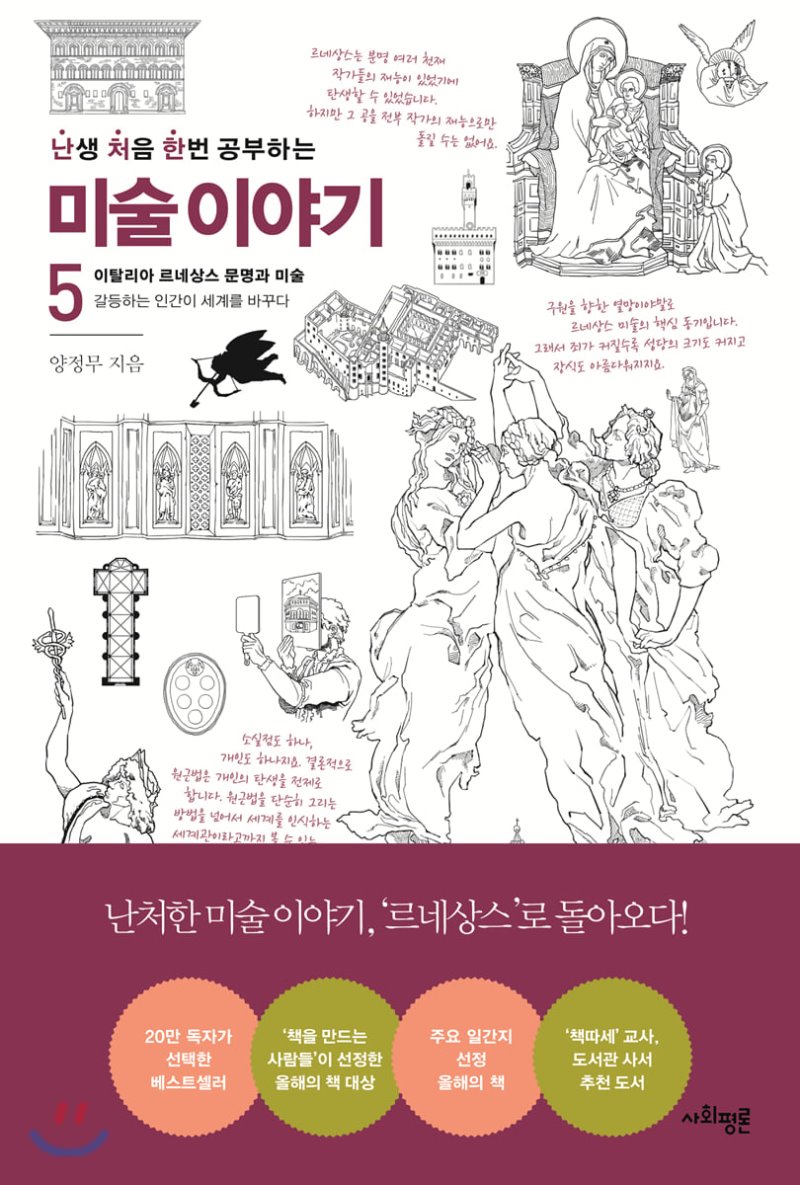 르네상스는 분명 여러 천재
작가들의 재능이 있었기에
탄생할 수 있었습니다.
하지만 그 공을 전부 작가의 재능으로만
돌릴 수는 없어요.
난생 처음 한번 공부하는
미술 이야기
5
이탈리아 르네상스 문명과 미술
갈등하는 인간이 세계를 바꾸다
양정무 지음
구원을 향한 열망이야말로
르네상스 미술의 핵심 동기입니다.
그래서 죄가 커질수록 성당의 크기도 커지고
장식도 아름다워지지요.
소실점도 하나,
개인도 하나지요. 결론적으로
원근법은 개인의 탄생을 전제로
합니다. 원근법을 단순히 그리는
방법을 넘어서 세계를 인식하는
세계관이라고까지 볼 수 있는
난처한 미술 이야기, ‘르네상스’로 돌아오다!
20만 독자가
선택한
베스트셀러
‘책을 만드는
사람들’이 선정한
올해의 책 대상
주요 일간지
선정
올해의 책
‘책따세’ 교사,
도서관 사서
추천 도서
사회평론